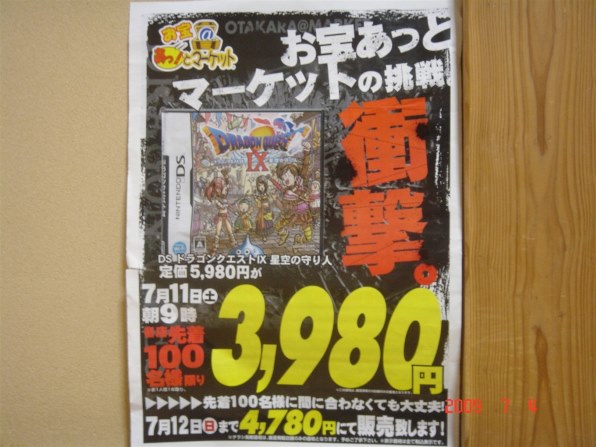 OTAKARA@MARKE
お宝@
あっ!とマーケット
お宝あっと
マーケットの挑戦。
衝撃。
NINTENDO DS
DRAGON QUEST
IX
DS ドラゴンクエストIX 星空の守り人
定価5,980円が
7月11日(土)
朝9時
先着
100
名様限り
3,980円
先着100名様に間に合わなくても大丈夫
7月12日(日)まで4,780円にて販売致します!
2009 7 4